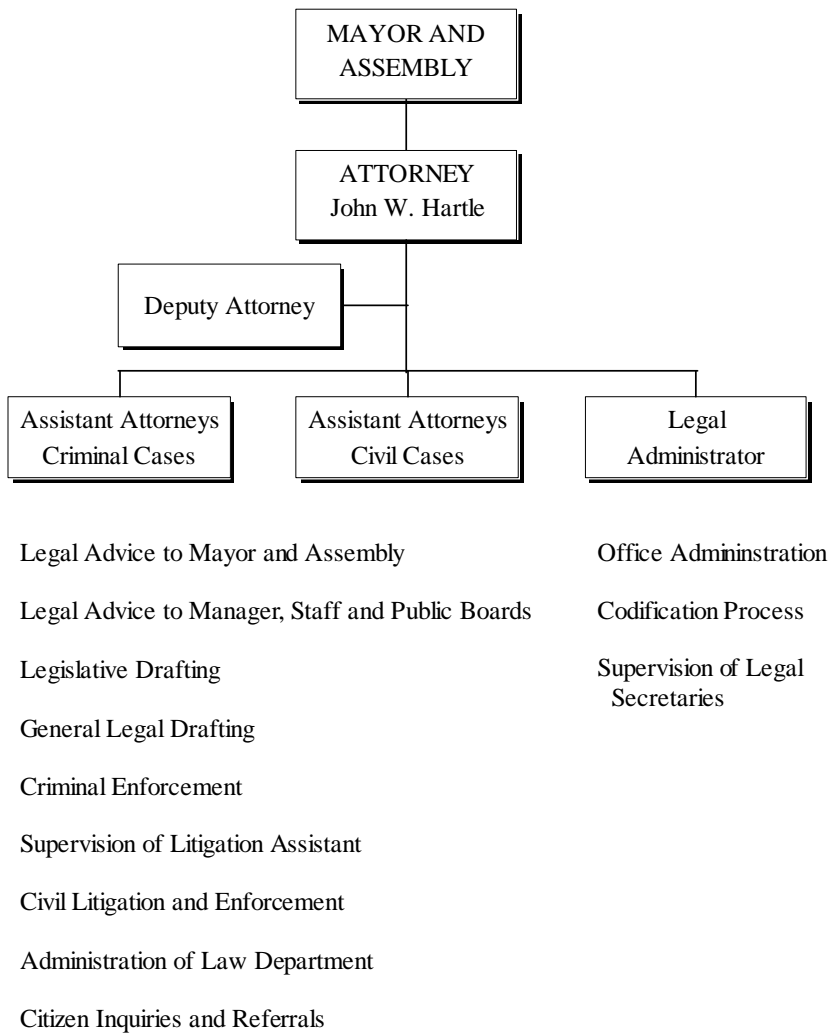 MAYOR AND
ASSEMBLY
ATTORNEY
John W. Hartle
Deputy Attorney
Assistant Attorneys
Criminal Cases
Assistant Attorneys
Civil Cases
Legal
Administrator
Legal Advice to Mayor and Assembly
Legal Advice to Manager, Staff and Public Boards
Legislative Drafting
General Legal Drafting
Criminal Enforcement
Supervision of Litigation Assistant
Civil Litigation and Enforcement
Administration of Law Department
Citizen Inquiries and Referrals
Office Admininstration
Codification Process
Supervision of Legal
Secretaries